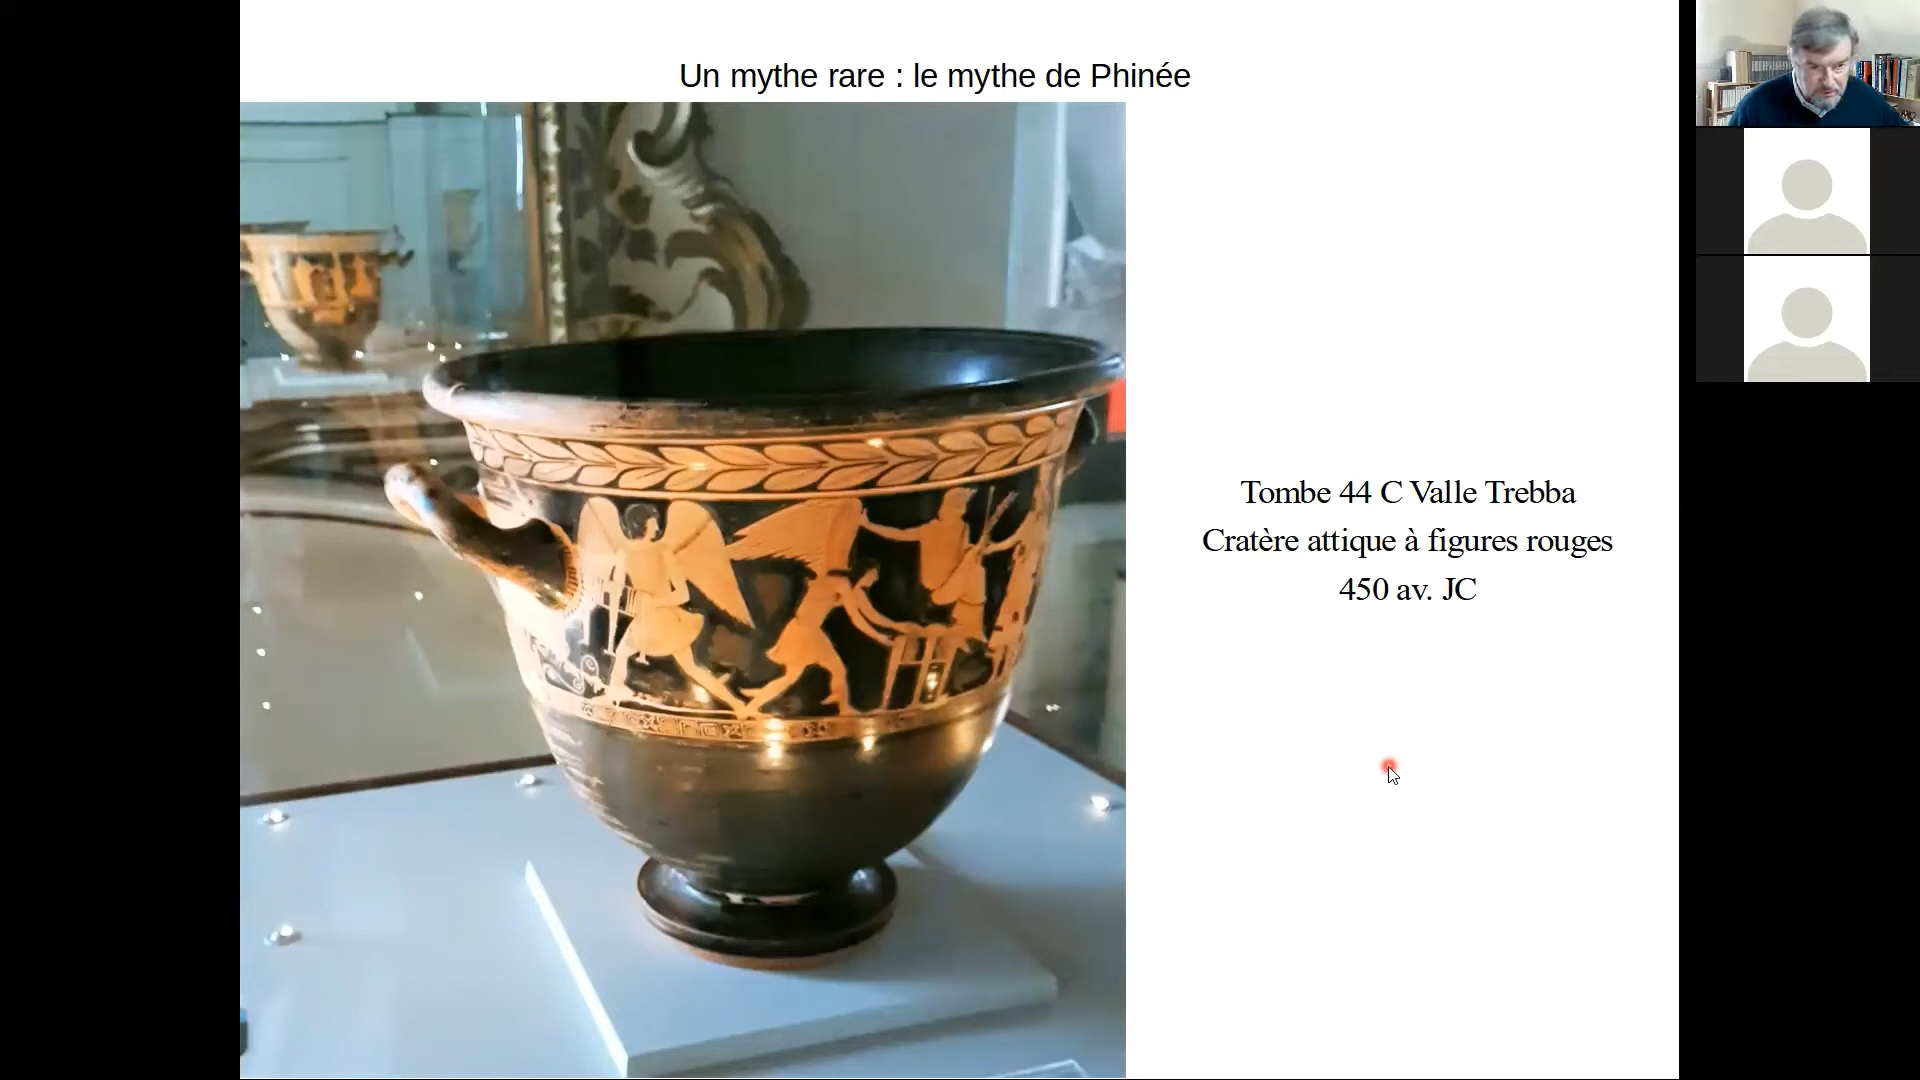 Un mythe rare : le mythe de Phinée
Tombe 44 C Valle Trebba
Cratère attique à figures rouges
450 av. JC